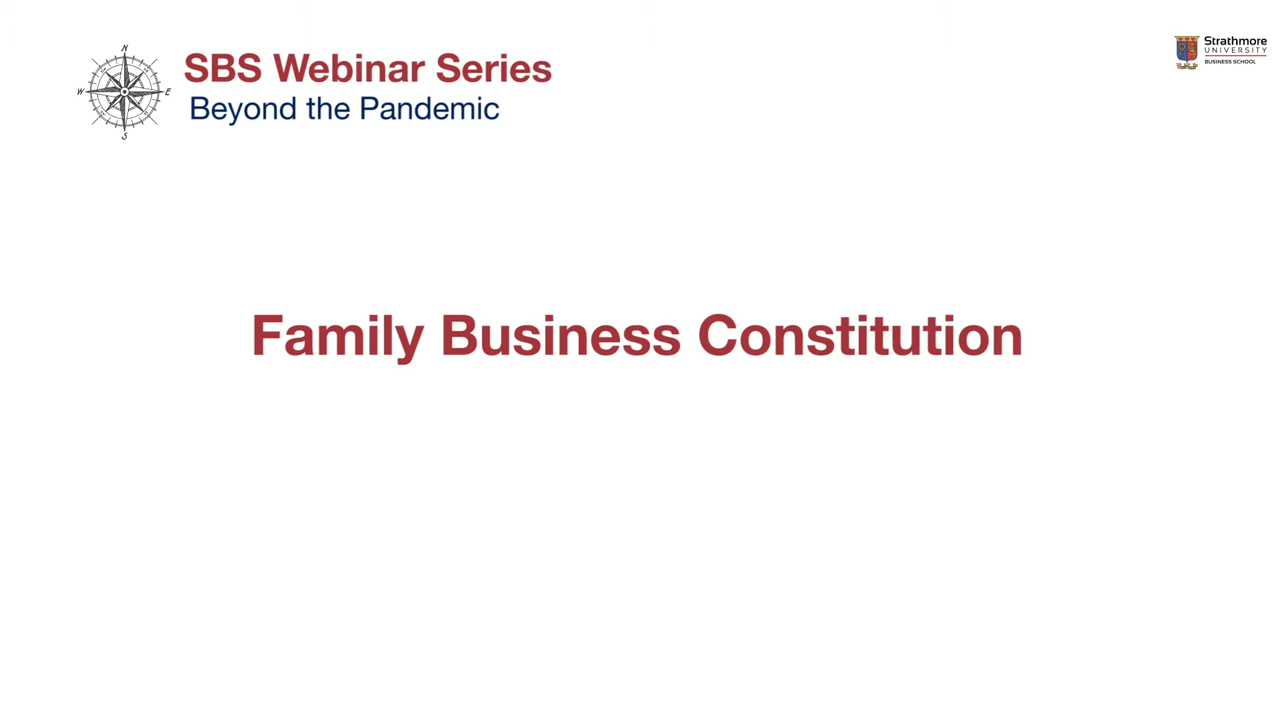 N
W
E
S
SBS Webinar Series
Beyond the Pandemic
Strathmore
UNIVERSITY
BUSINESS SCHOOL
Family Business Constitution